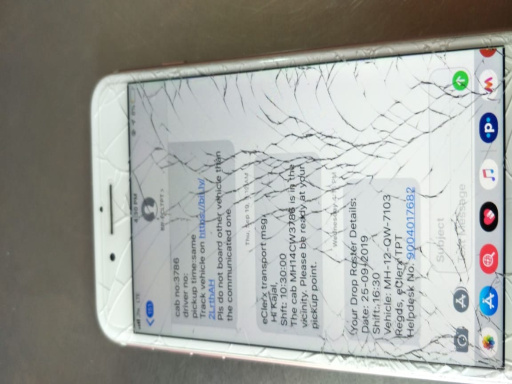 cab no:3786
driver no:
pickup time:same
Track vehicle on https://bit.ly/
Pls do not board other vehicle than
the communicated one
eClerx transport msg,
Hi Kajal,
Shft: 10:30:00
The cab MH14CW3786 is in the
vicinity. Please be ready at your
pickup point.
Your Drop Roster Details:
Date: 25-09-2019
Shift: 16:30
Vehicle: MH-12-QW-7103
Regds, eClerx TPT
Helpdesk No. 9004017682
Subject
Message